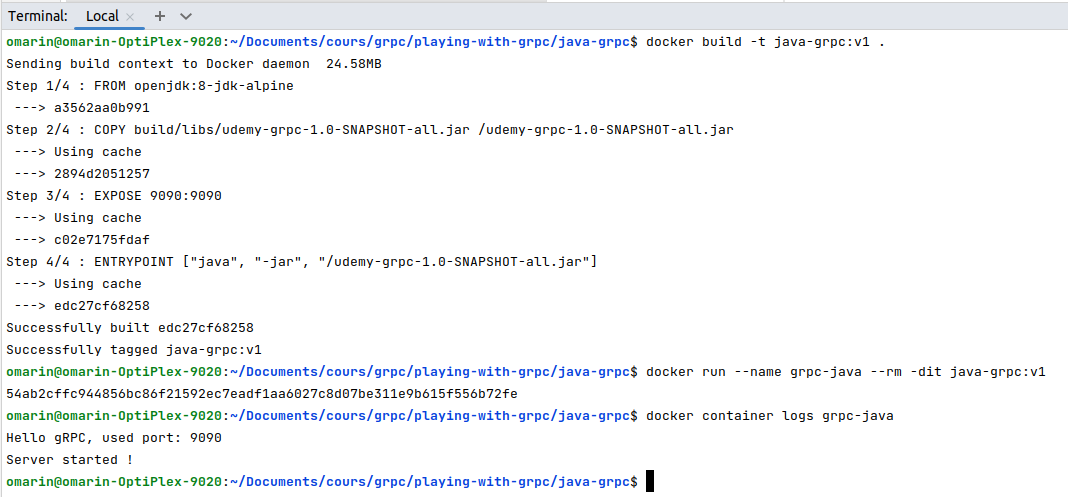 Terminal: Local × + ⌄
omarin@omarin-OptiPlex-9020:~/Documents/cours/grpc/playing-with-grpc/java-grpc$ docker build -t java-grpc:v1 .
Sending build context to Docker daemon  24.58MB
Step 1/4 : FROM openjdk:8-jdk-alpine
 ---> a3562aa0b991
Step 2/4 : COPY build/libs/udemy-grpc-1.0-SNAPSHOT-all.jar /udemy-grpc-1.0-SNAPSHOT-all.jar
 ---> Using cache
 ---> 2894d2051257
Step 3/4 : EXPOSE 9090:9090
 ---> Using cache
 ---> c02e7175fdaf
Step 4/4 : ENTRYPOINT ["java", "-jar", "/udemy-grpc-1.0-SNAPSHOT-all.jar"]
 ---> Using cache
 ---> edc27cf68258
Successfully built edc27cf68258
Successfully tagged java-grpc:v1
omarin@omarin-OptiPlex-9020:~/Documents/cours/grpc/playing-with-grpc/java-grpc$ docker run --name grpc-java --rm -dit java-grpc:v1
54ab2cffc944856bc86f21592ec7eadf1aa6027c8d07be311e9b615f556b72fe
omarin@omarin-OptiPlex-9020:~/Documents/cours/grpc/playing-with-grpc/java-grpc$ docker container logs grpc-java
Hello gRPC, used port: 9090
Server started !
omarin@omarin-OptiPlex-9020:~/Documents/cours/grpc/playing-with-grpc/java-grpc$